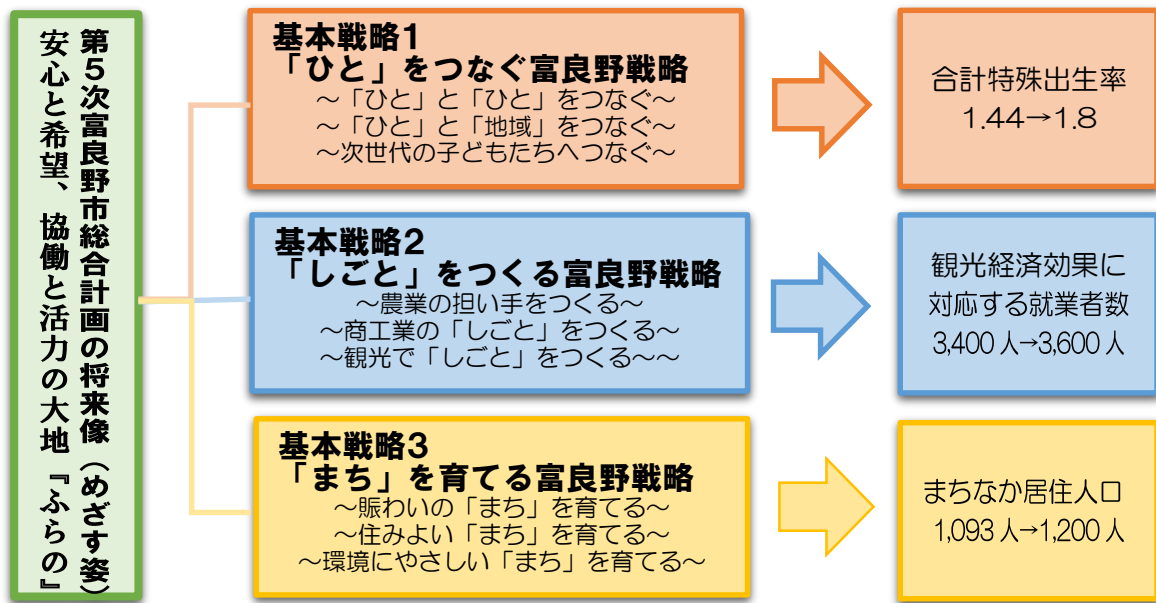 第５次富良野市総合計画の将来像（めざす姿）
安心と希望、協働と活力の大地『ふらの』
基本戦略1
「ひと」をつなぐ富良野戦略
～「ひと」と「ひと」をつなぐ～
～「ひと」と「地域」をつなぐ～
～次世代の子どもたちへつなぐ～
合計特殊出生率
1.44→1.8
基本戦略2
「しごと」をつくる富良野戦略
～農業の担い手をつくる～
～商工業の「しごと」をつくる～
～観光で「しごと」をつくる～～
観光経済効果に
対応する就業者数
3,400人→3,600人
基本戦略3
「まち」を育てる富良野戦略
～賑わいの「まち」を育てる～
～住みよい「まち」を育てる～
～環境にやさしい「まち」を育てる～
まちなか居住人口
1,093人→1,200人